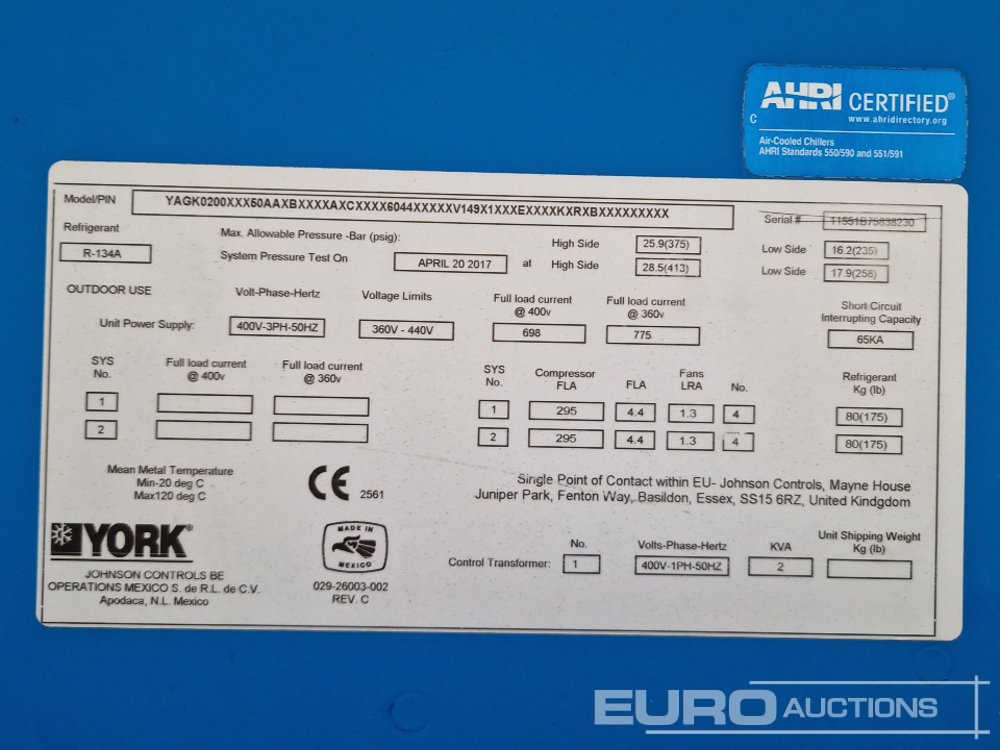 AHRI CERTIFIED®
www.ahridirectory.org
C
Air-Cooled Chillers
AHRI Standards 550/590 and 551/591
Model/PIN YAGK0200XXX50AAXBXXXXAXCXXXX6044XXXXXV149X1XXXEXXXXKXRXBXXXXXXXXX Serial #
Refrigerant
R-134A
Max. Allowable Pressure -Bar (psig): High Side 25.9(375) Low Side 16.2(235)
System Pressure Test On APRIL 20 2017 at High Side 28.5(413) Low Side 17.9(258)
OUTDOOR USE
Volt-Phase-Hertz Voltage Limits Full load current @ 400v Full load current @ 360v Short Circuit Interrupting Capacity
Unit Power Supply: 400V-3PH-50HZ 360V - 440V 698 775 65KA
SYS No. Full load current @ 400v Full load current @ 360v
1
2
SYS No. Compressor FLA FLA Fans LRA No. Refrigerant Kg (lb)
1 295 4.4 1.3 4 80(175)
2 295 4.4 1.3 4 80(175)
Mean Metal Temperature
Min-20 deg C
Max120 deg C
CE 2561
Single Point of Contact within EU- Johnson Controls, Mayne House
Juniper Park, Fenton Way, Basildon, Essex, SS15 6RZ, United Kindgdom
YORK®
JOHNSON CONTROLS BE
OPERATIONS MEXICO S. de R.L. de C.V.
Apodaca, N.L. Mexico
MADE IN
MEXICO
029-26003-002
REV. C
No. Volts-Phase-Hertz KVA Unit Shipping Weight Kg (lb)
Control Transformer: 1 400V-1PH-50HZ 2
EURO AUCTIONS